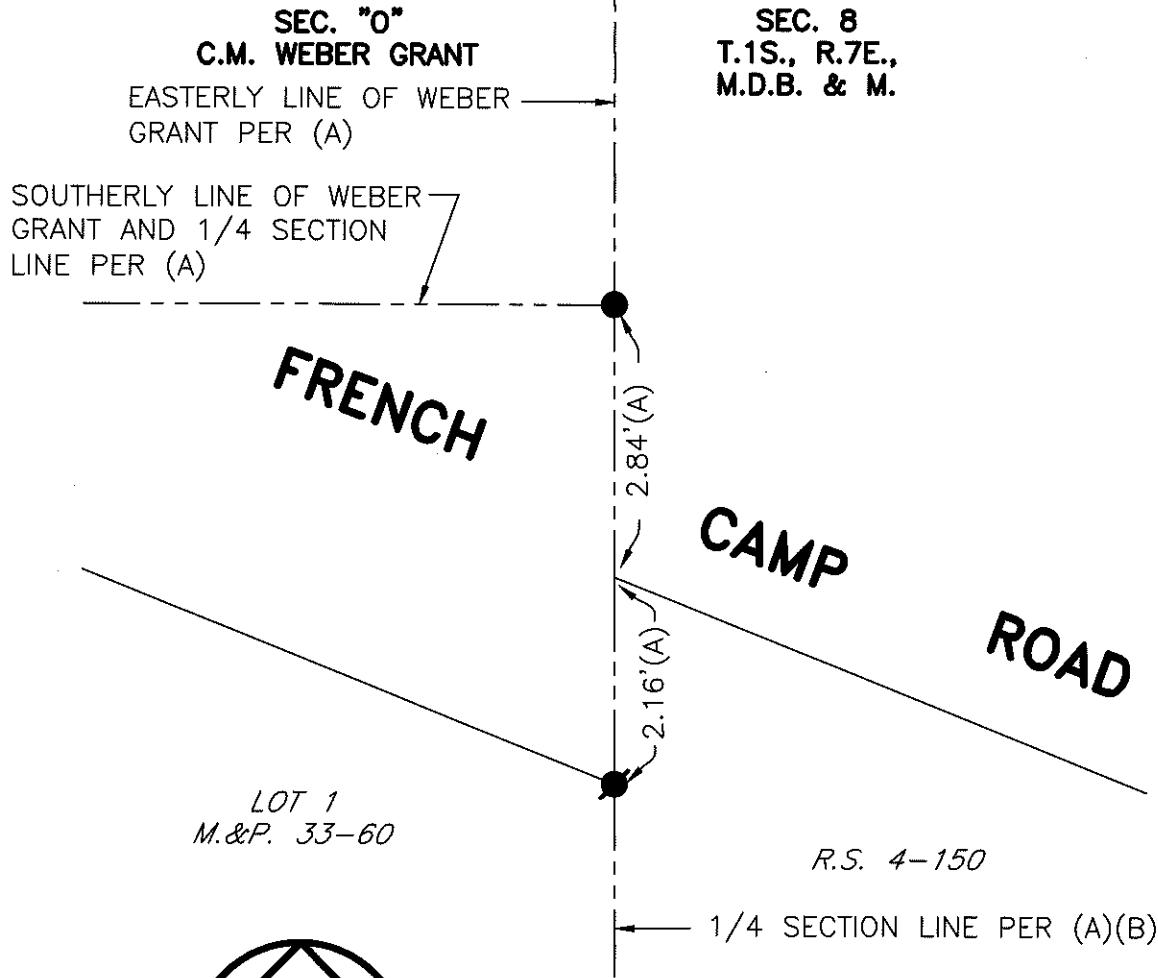 SEC. "O"
C.M. WEBER GRANT
SEC. 8
T.1S., R.7E.,
M.D.B. & M.
EASTERLY LINE OF WEBER
GRANT PER (A)
SOUTHERLY LINE OF WEBER
GRANT AND 1/4 SECTION
LINE PER (A)
FRENCH
CAMP
ROAD
2.84'(A)
2.16'(A)
LOT 1
M.&P. 33-60
R.S. 4-150
1/4 SECTION LINE PER (A)(B)